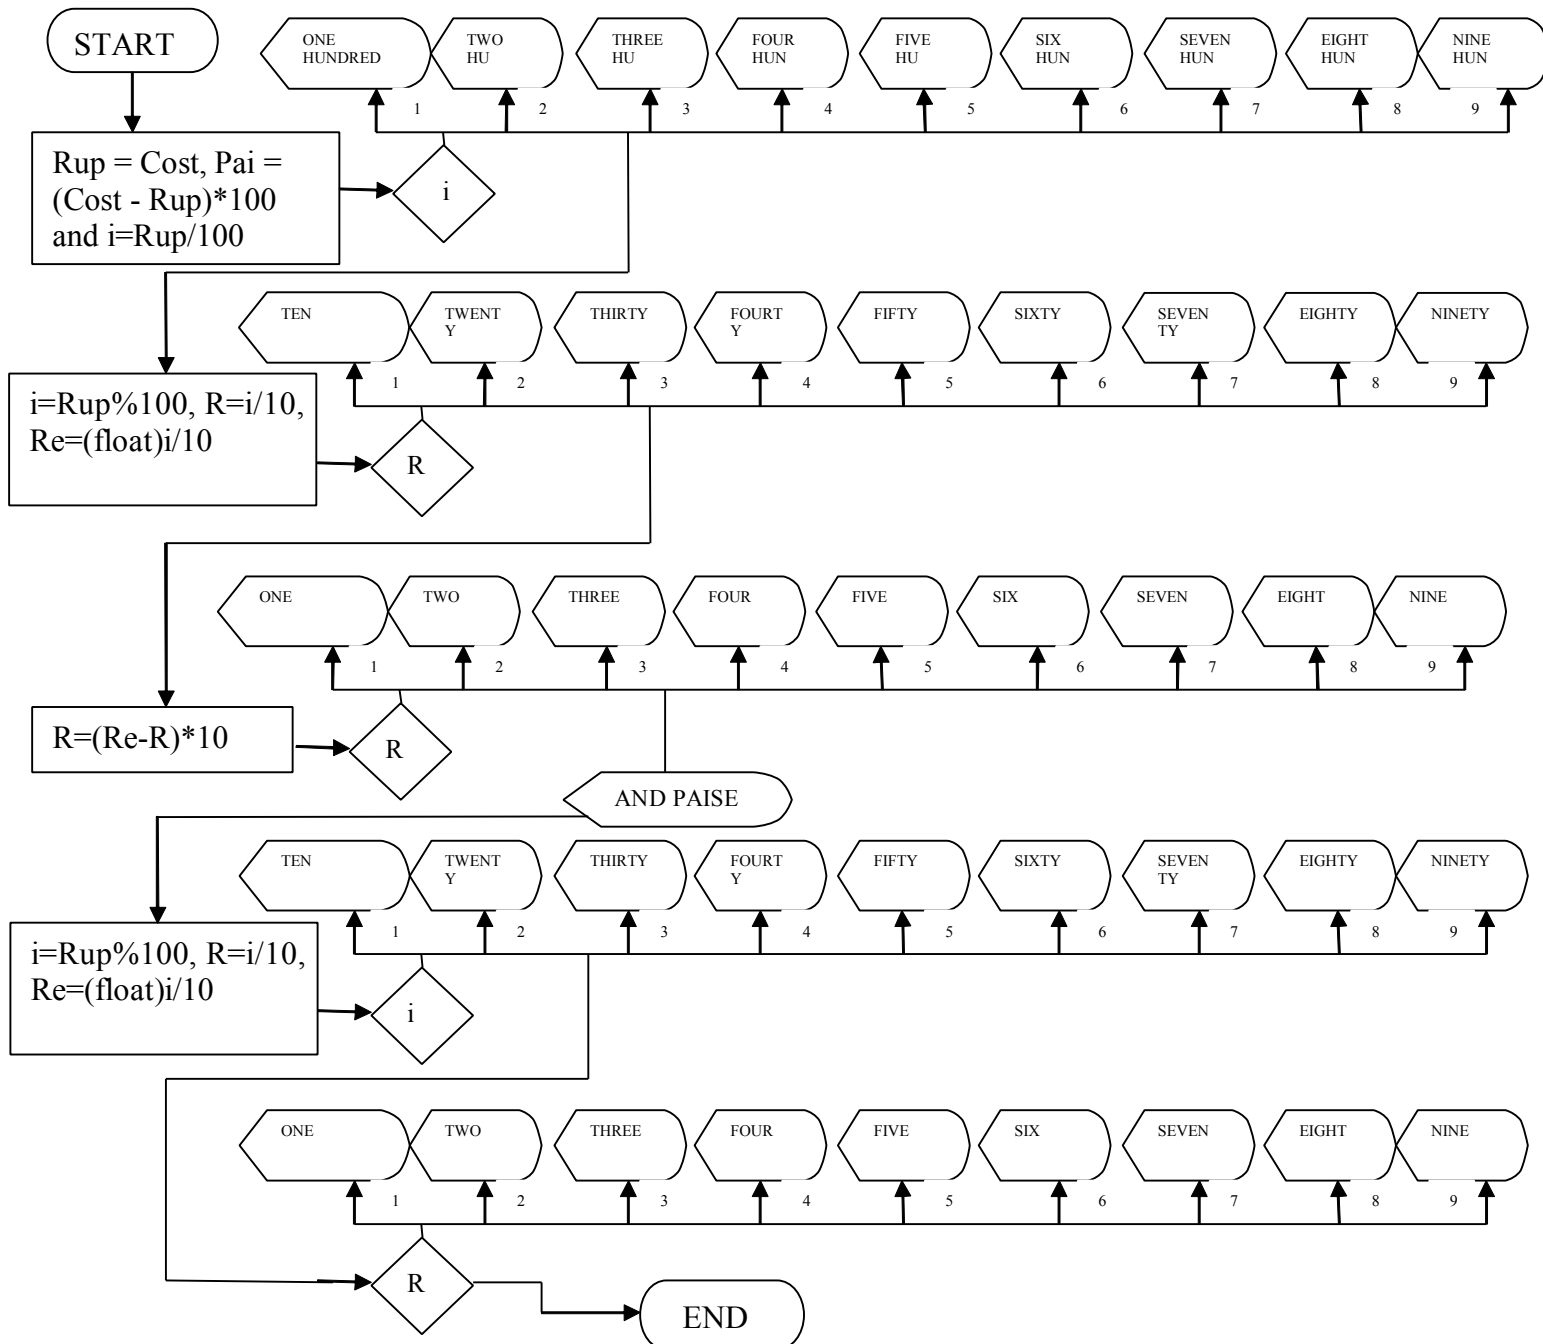 START
ONE
HUNDRED
TWO
HU
THREE
HU
FOUR
HUN
FIVE
HU
SIX
HUN
SEVEN
HUN
EIGHT
HUN
NINE
HUN
1 2 3 4 5 6 7 8 9
Rup = Cost, Pai =
(Cost - Rup)*100
and i=Rup/100
i
TEN
TWENT
Y
THIRTY
FOURT
Y
FIFTY
SIXTY
SEVEN
TY
EIGHTY
NINETY
1 2 3 4 5 6 7 8 9
i=Rup%100, R=i/10,
Re=(float)i/10
R
ONE
TWO
THREE
FOUR
FIVE
SIX
SEVEN
EIGHT
NINE
1 2 3 4 5 6 7 8 9
R=(Re-R)*10
R
AND PAISE
TEN
TWENT
Y
THIRTY
FOURT
Y
FIFTY
SIXTY
SEVEN
TY
EIGHTY
NINETY
1 2 3 4 5 6 7 8 9
i=Rup%100, R=i/10,
Re=(float)i/10
i
ONE
TWO
THREE
FOUR
FIVE
SIX
SEVEN
EIGHT
NINE
1 2 3 4 5 6 7 8 9
R
END